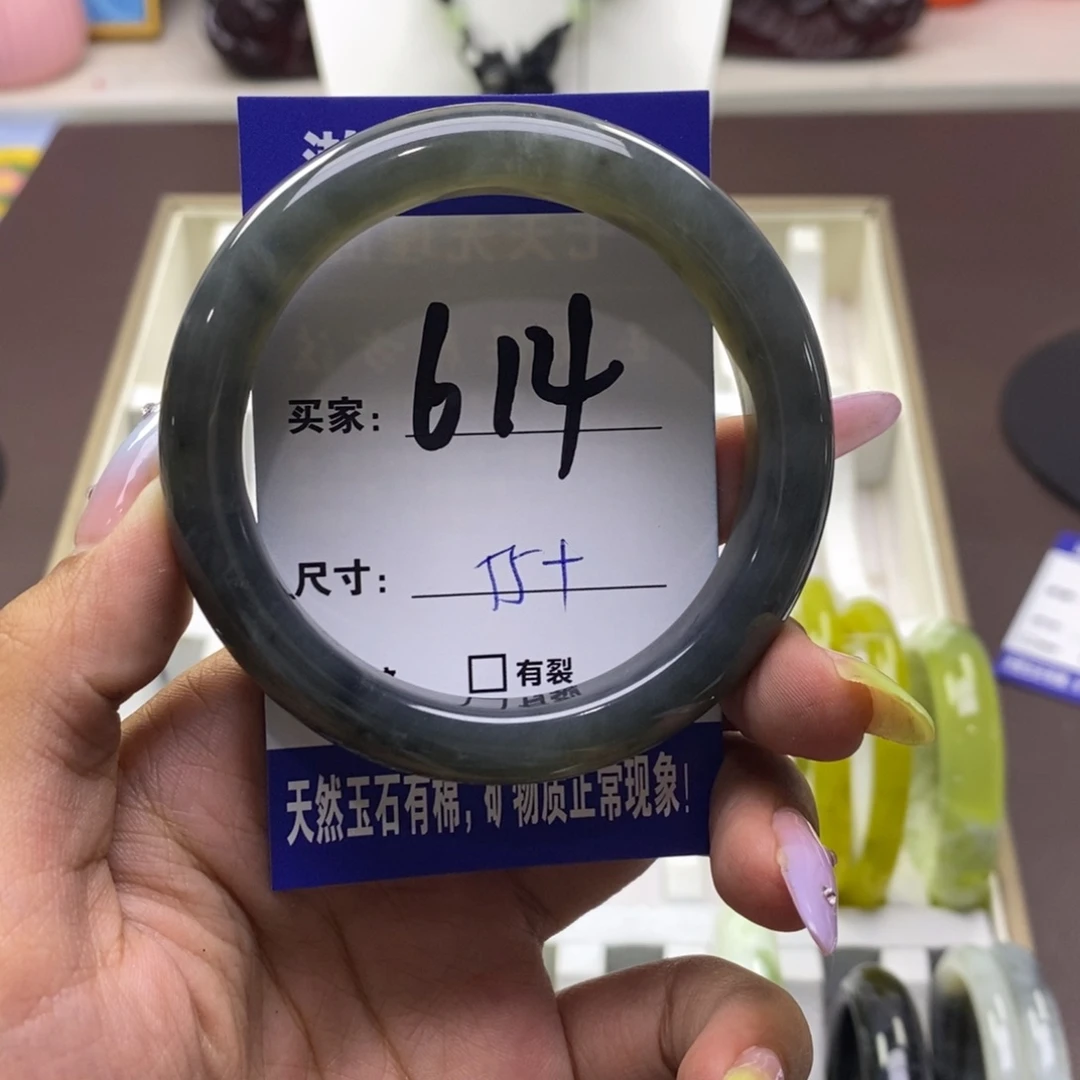 买家: 614
尺寸: 55+
有裂
天然玉石有棉, 矿物质正常现象!